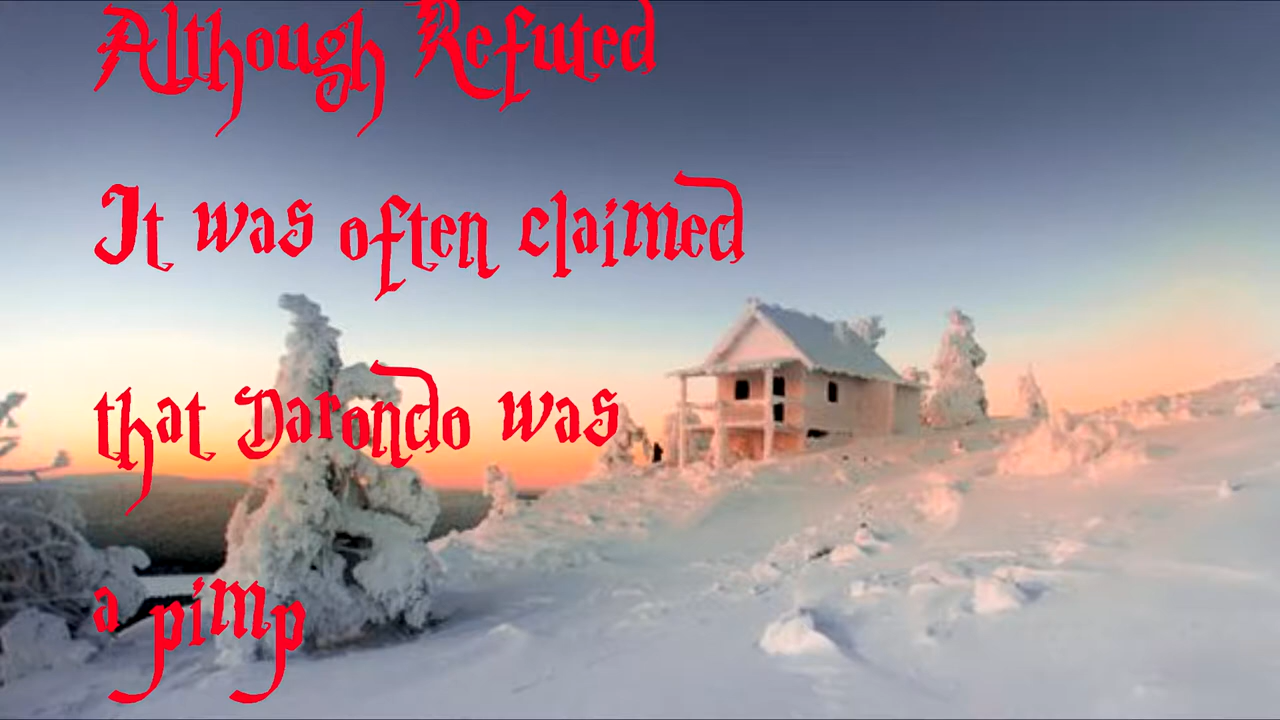 Although Refuted
It was often claimed
that Darondo was
a pimp